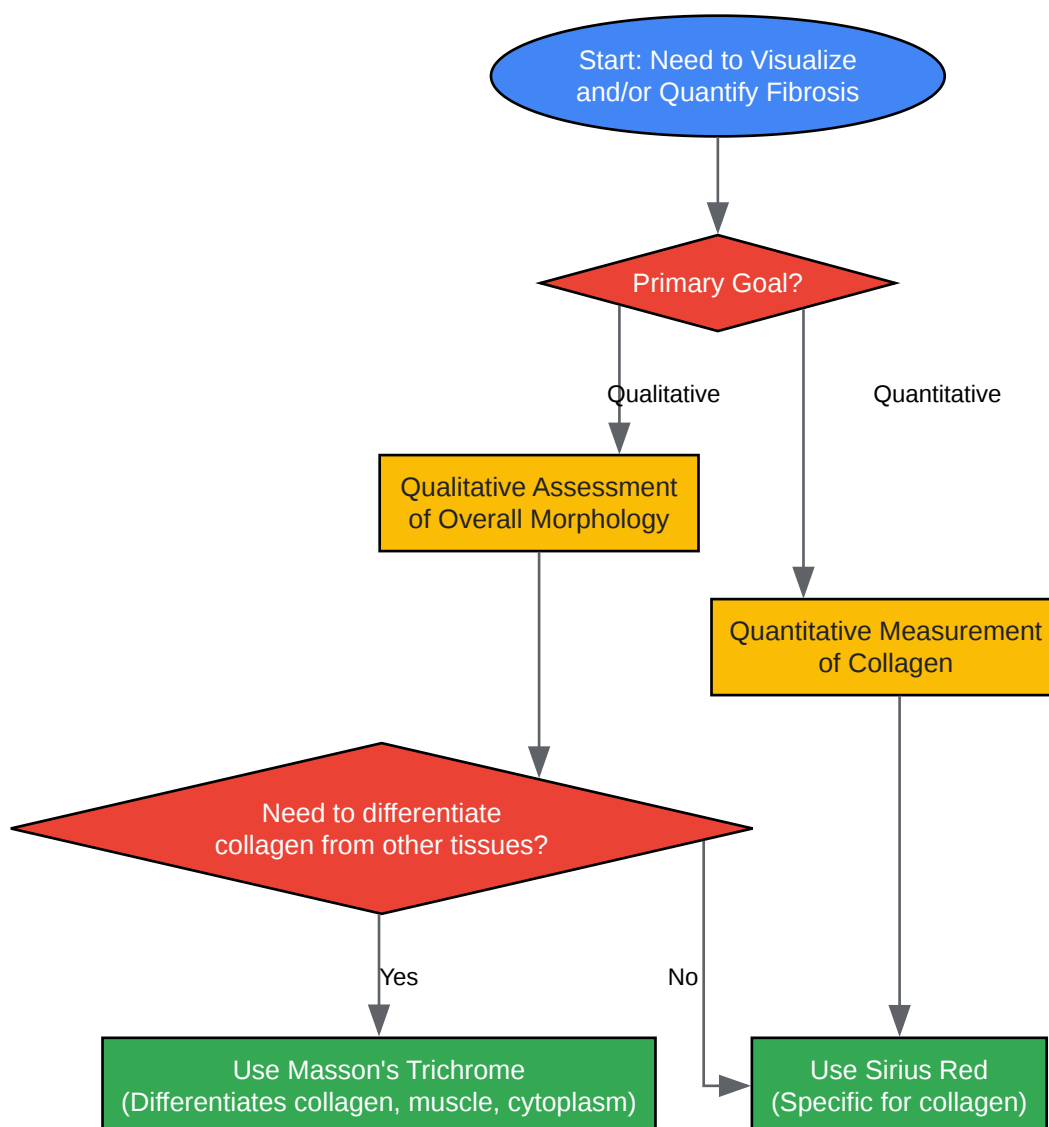 Start: Need to Visualize
and/or Quantify Fibrosis
Primary Goal?
Qualitative
Quantitative
Qualitative Assessment
of Overall Morphology
Quantitative Measurement
of Collagen
Need to differentiate
collagen from other tissues?
Yes
No
Use Masson's Trichrome
(Differentiates collagen, muscle, cytoplasm)
Use Sirius Red
(Specific for collagen)